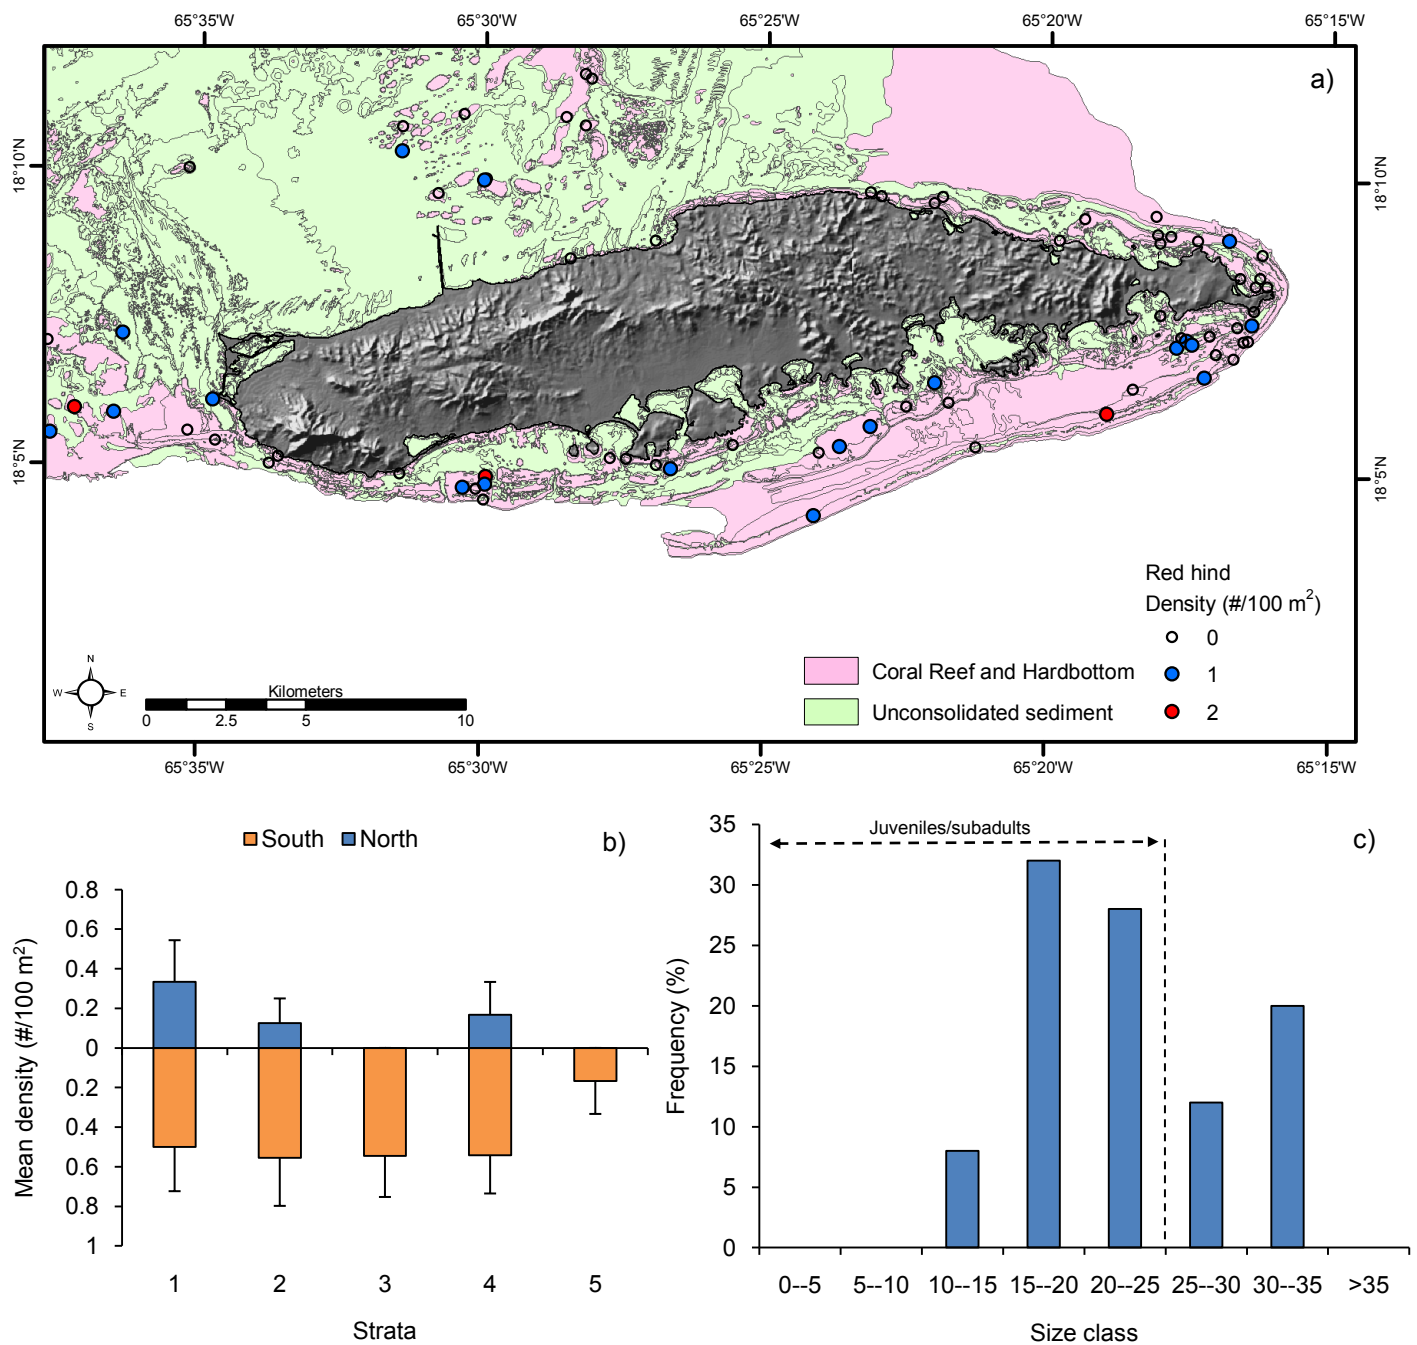 65°35'W 65°30'W 65°25'W 65°20'W 65°15'W
a)
18°10'N
18°10'N
18°5'N
18°5'N
Red hind
Density (#/100 m²)
0
1
2
Coral Reef and Hardbottom
Unconsolidated sediment
N
W E
S
Kilometers
0 2.5 5 10
65°35'W 65°30'W 65°25'W 65°20'W 65°15'W
South North
b)
Mean density (#/100 m²)
0.8
0.6
0.4
0.2
0
0.2
0.4
0.6
0.8
1
1 2 3 4 5
Strata
Juveniles/subadults
c)
Frequency (%)
35
30
25
20
15
10
5
0
0--5 5--10 10--15 15--20 20--25 25--30 30--35 >35
Size class